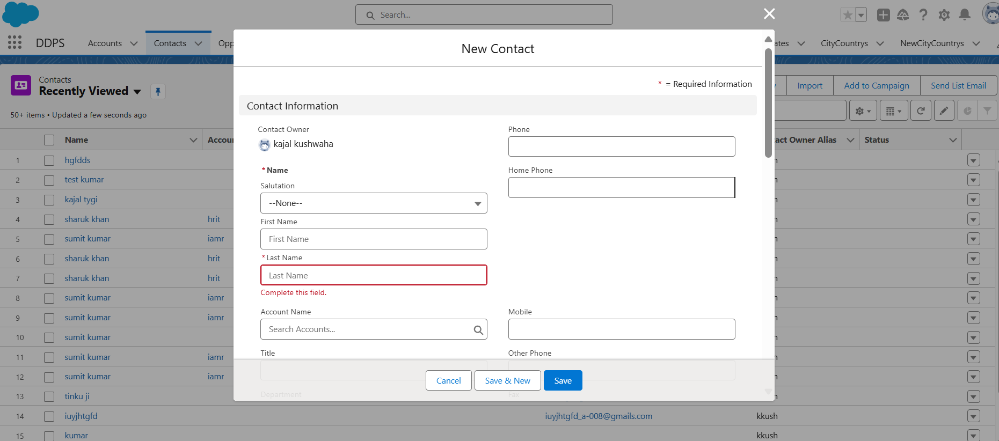 Search...
DDPS
Accounts
Contacts
Opp
ates
CityCountrys
NewCityCountrys
Contacts
Recently Viewed
50+ items • Updated a few seconds ago
Import
Add to Campaign
Send List Email
Name
Accou
act Owner Alias
Status
1 hgfdds
2 test kumar
3 kajal tygi
4 sharuk khan hrit
5 sumit kumar iamr
6 sharuk khan hrit
7 sharuk khan hrit
8 sumit kumar iamr
9 sumit kumar iamr
10 sumit kumar
11 sumit kumar iamr
12 sumit kumar iamr
13 tinku ji
14 iuyjhtgfd iuyjhtgfd_a-008@gmails.com kkush
15 kumar kkush
New Contact
* = Required Information
Contact Information
Contact Owner
kajal kushwaha
Phone
* Name
Home Phone
Salutation
--None--
First Name
First Name
* Last Name
Last Name
Complete this field.
Account Name
Search Accounts...
Mobile
Title
Other Phone
Department
Fax
Cancel
Save & New
Save